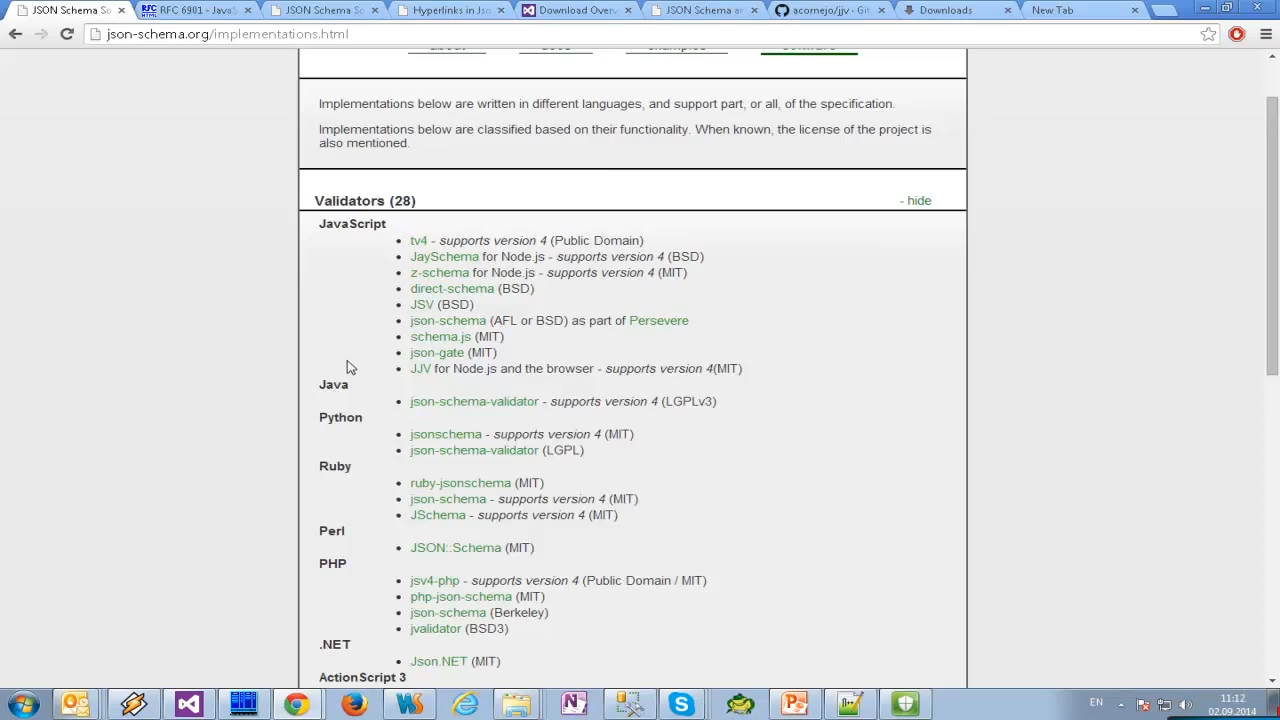 JSON Schema So
RFC 6901 - JavaS
JSON Schema So
Hyperlinks in Jso
Download Overv
JSON Schema an
acornejo/jjv · Git
Downloads
New Tab
json-schema.org/implementations.html
Implementations below are written in different languages, and support part, or all, of the specification.
Implementations below are classified based on their functionality. When known, the license of the project is
also mentioned.
Validators (28)
- hide
JavaScript
tv4 - supports version 4 (Public Domain)
JaySchema for Node.js - supports version 4 (BSD)
z-schema for Node.js - supports version 4 (MIT)
direct-schema (BSD)
JSV (BSD)
json-schema (AFL or BSD) as part of Persevere
schema.js (MIT)
json-gate (MIT)
JJV for Node.js and the browser - supports version 4(MIT)
Java
json-schema-validator - supports version 4 (LGPLv3)
Python
jsonschema - supports version 4 (MIT)
json-schema-validator (LGPL)
Ruby
ruby-jsonschema (MIT)
json-schema - supports version 4 (MIT)
JSchema - supports version 4 (MIT)
Perl
JSON::Schema (MIT)
PHP
jsv4-php - supports version 4 (Public Domain / MIT)
php-json-schema (MIT)
json-schema (Berkeley)
jvalidator (BSD3)
.NET
Json.NET (MIT)
ActionScript 3
EN
11:12
02.09.2014